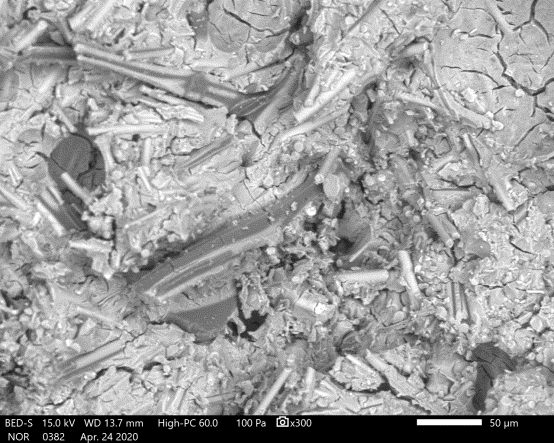 BED-S 15.0 kV WD 13.7 mm High-PC 60.0 100 Pa x300 50 µm
NOR 0382 Apr. 24 2020